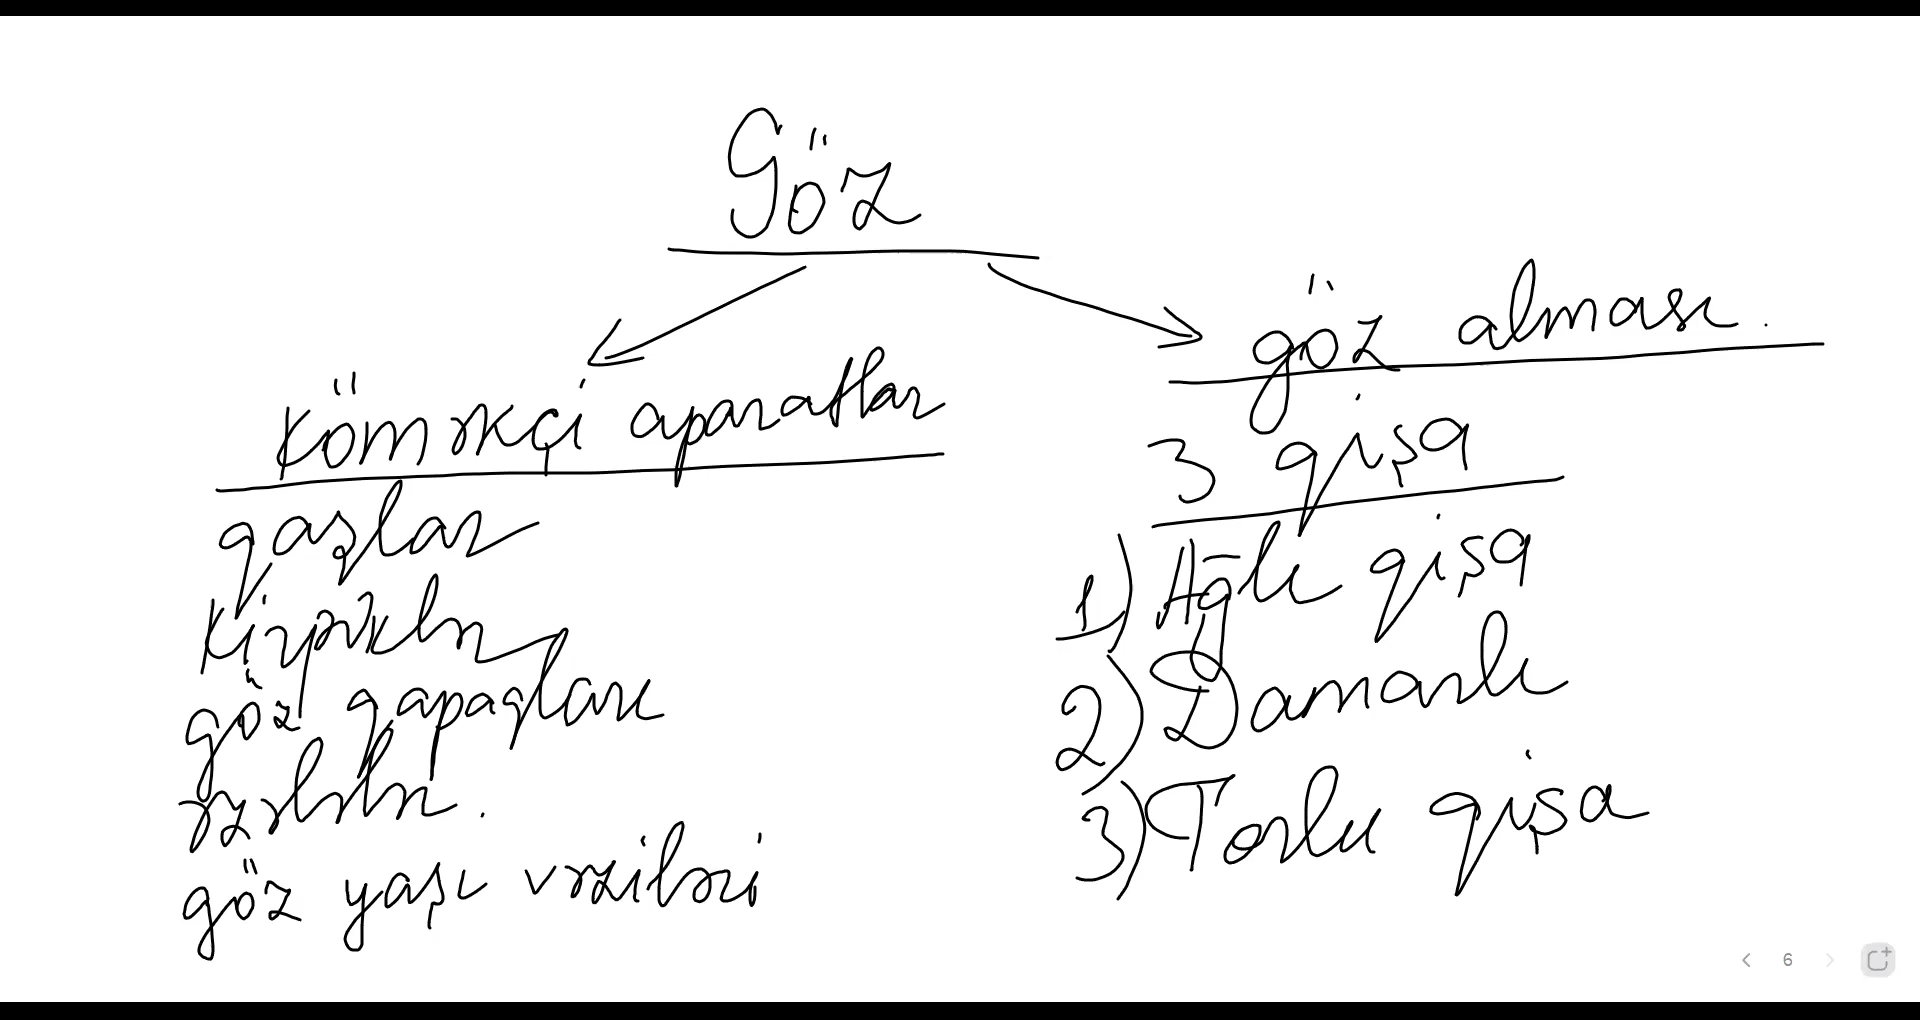 Göz
köməkçi aparatlar
qaşlar
kirpiklər
göz qapaqları
əzələlər.
göz yaşı vəziləri
göz alması.
3 qişa
1) Ağlı qişa
2) Damarlı
3) Torlu qişa
6